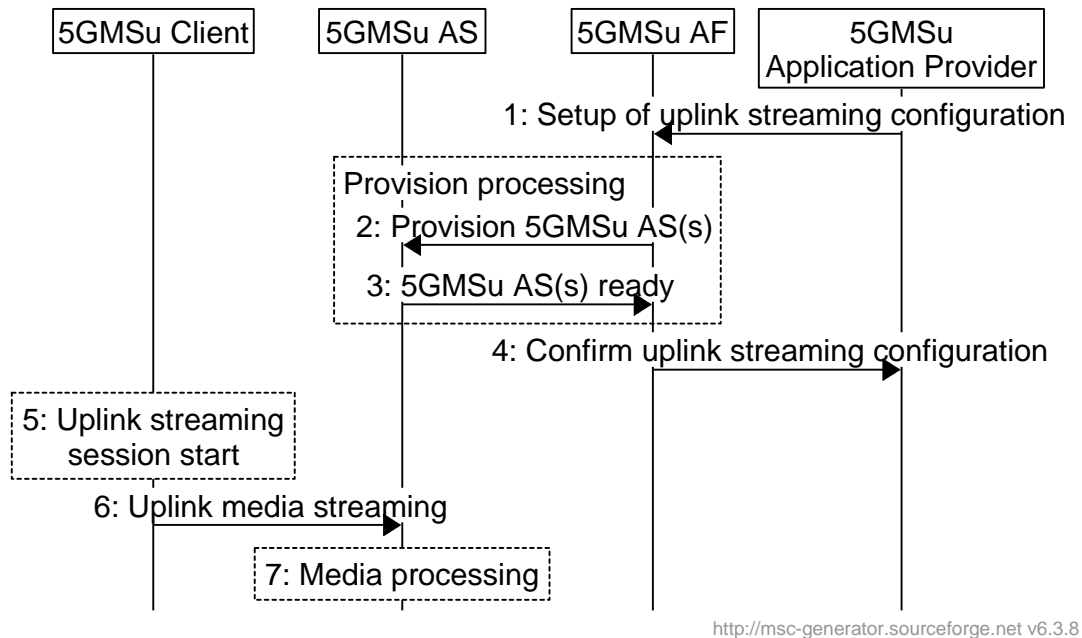 5GMSu Client
5GMSu AS
5GMSu AF
5GMSu
Application Provider
1: Setup of uplink streaming configuration
Provision processing
2: Provision 5GMSu AS(s)
3: 5GMSu AS(s) ready
4: Confirm uplink streaming configuration
5: Uplink streaming
session start
6: Uplink media streaming
7: Media processing
http://msc-generator.sourceforge.net v6.3.8